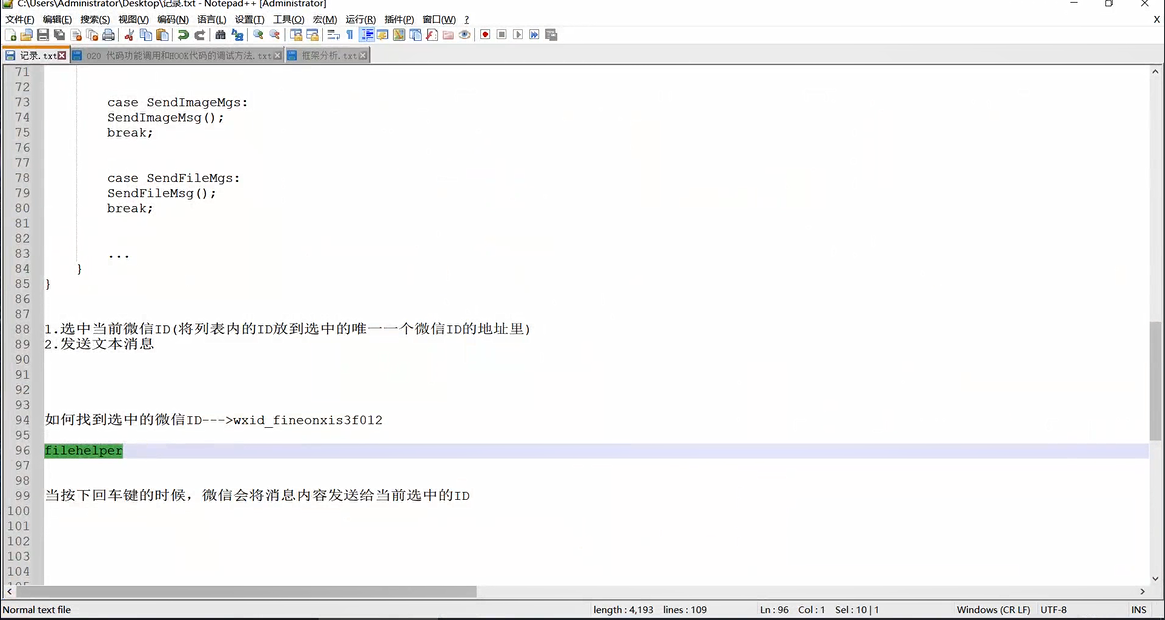 C:\Users\Administrator\Desktop\记录.txt - Notepad++ [Administrator]
文件(F) 编辑(E) 搜索(S) 视图(V) 编码(N) 语言(L) 设置(T) 工具(O) 宏(M) 运行(R) 插件(P) 窗口(W) ? X
记录.txt 020 代码功能调用和HOOK代码的调试方法.txt 框架分析.txt
71
72
73 case SendImageMgs:
74 SendImageMsg();
75 break;
76
77
78 case SendFileMgs:
79 SendFileMsg();
80 break;
81
82
83 ...
84 }
85 }
86
87
88 1.选中当前微信ID(将列表内的ID放到选中的唯一一个微信ID的地址里)
89 2.发送文本消息
90
91
92
93
94 如何找到选中的微信ID--->wxid_fineonxis3f012
95
96 filehelper
97
98
99 当按下回车键的时候，微信会将消息内容发送给当前选中的ID
100
101
102
103
104
105
Normal text file length : 4,193 lines : 109 Ln : 96 Col : 1 Sel : 10 | 1 Windows (CR LF) UTF-8 INS